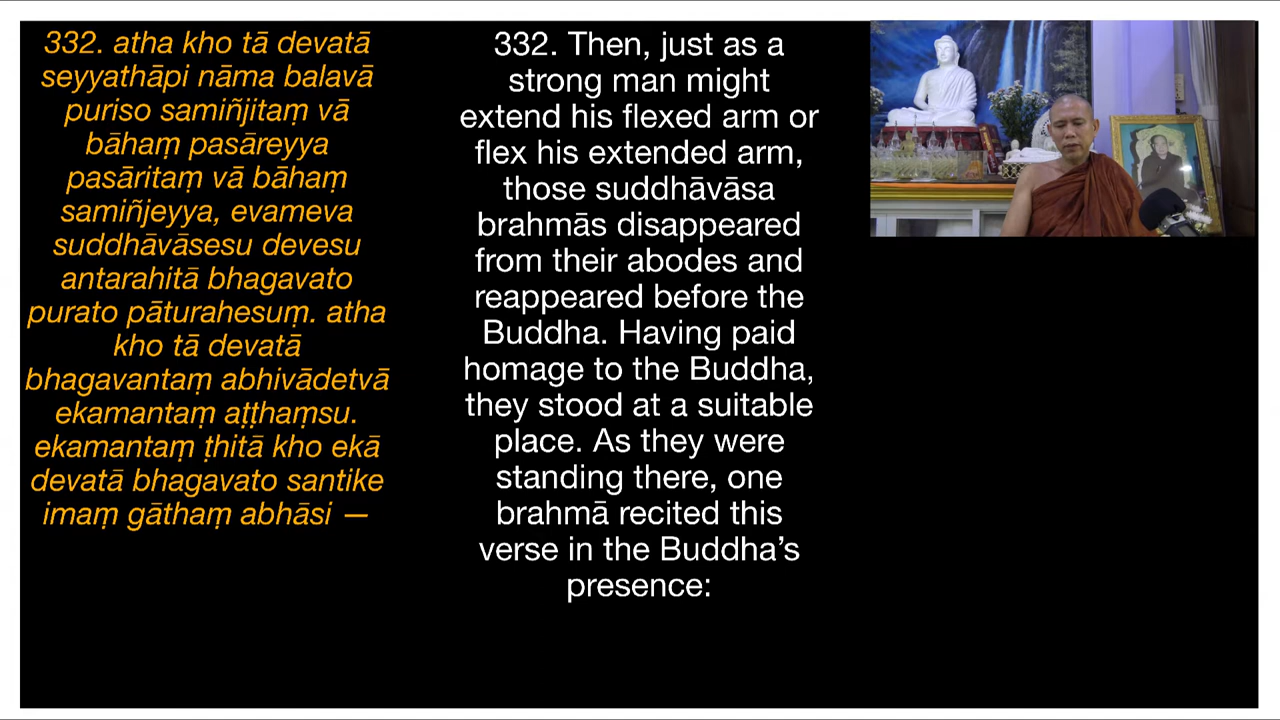 332. atha kho tā devatā
seyyathāpi nāma balavā
puriso samiñjitaṃ vā
bāhaṃ pasāreyya
pasāritaṃ vā bāhaṃ
samiñjeyya, evameva
suddhāvāsesu devesu
antarahitā bhagavato
purato pāturahesuṃ. atha
kho tā devatā
bhagavantaṃ abhivādetvā
ekamantaṃ aṭṭhaṃsu.
ekamantaṃ ṭhitā kho ekā
devatā bhagavato santike
imaṃ gāthaṃ abhāsi —
332. Then, just as a
strong man might
extend his flexed arm or
flex his extended arm,
those suddhāvāsa
brahmās disappeared
from their abodes and
reappeared before the
Buddha. Having paid
homage to the Buddha,
they stood at a suitable
place. As they were
standing there, one
brahmā recited this
verse in the Buddha’s
presence: